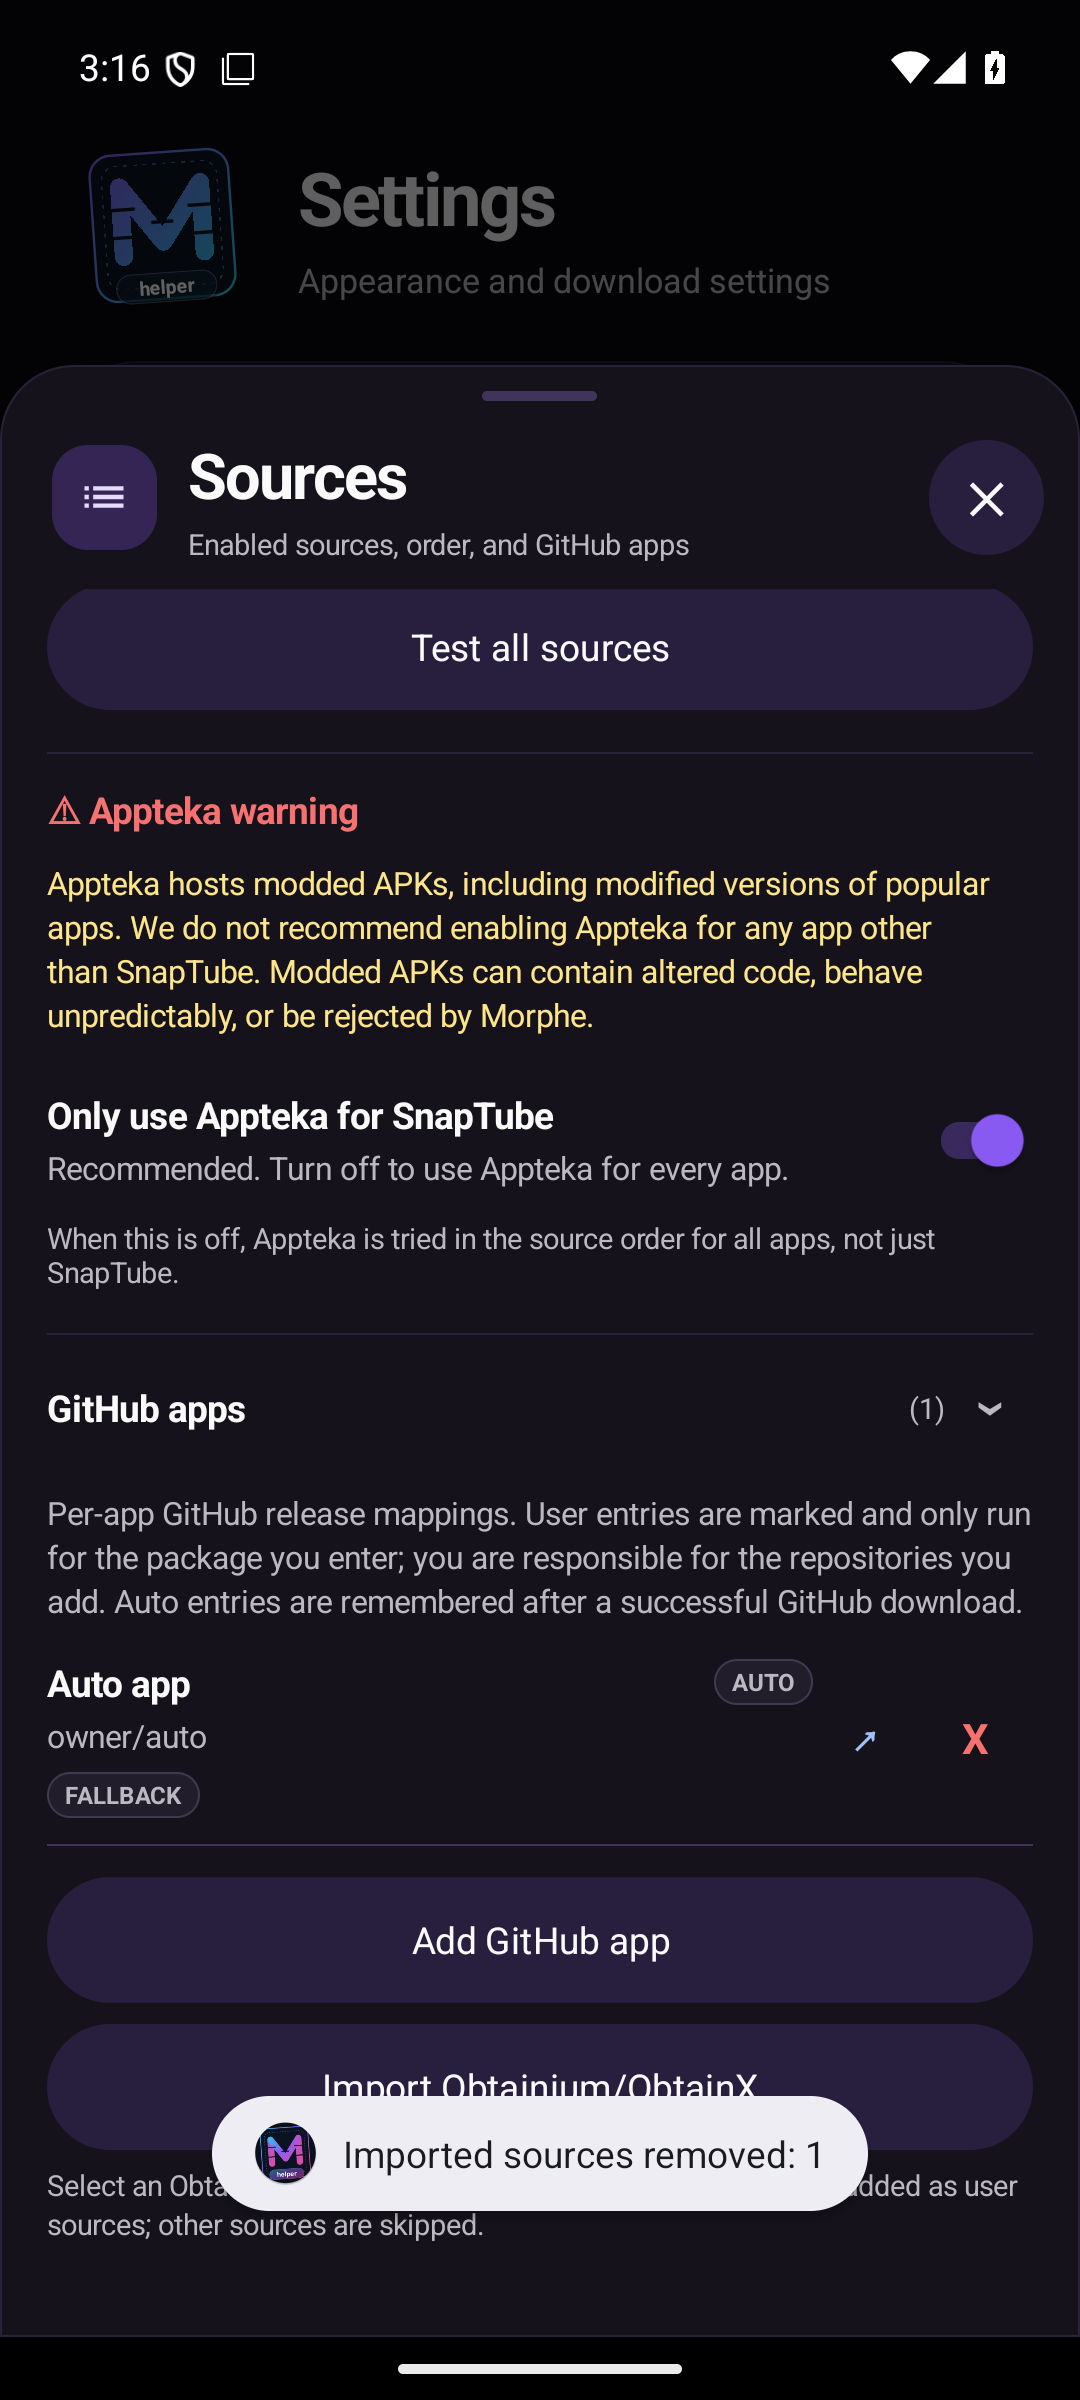 3:16
helper
Settings
Appearance and download settings
Sources
Enabled sources, order, and GitHub apps
Test all sources
⚠ Appteka warning
Appteka hosts modded APKs, including modified versions of popular
apps. We do not recommend enabling Appteka for any app other
than SnapTube. Modded APKs can contain altered code, behave
unpredictably, or be rejected by Morphe.
Only use Appteka for SnapTube
Recommended. Turn off to use Appteka for every app.
When this is off, Appteka is tried in the source order for all apps, not just
SnapTube.
GitHub apps (1)
Per-app GitHub release mappings. User entries are marked and only run
for the package you enter; you are responsible for the repositories you
add. Auto entries are remembered after a successful GitHub download.
Auto app AUTO
owner/auto ↗ X
FALLBACK
Add GitHub app
Import Obtainium/ObtainX
helper
Imported sources removed: 1
Select an as user
sources; other sources are skipped.